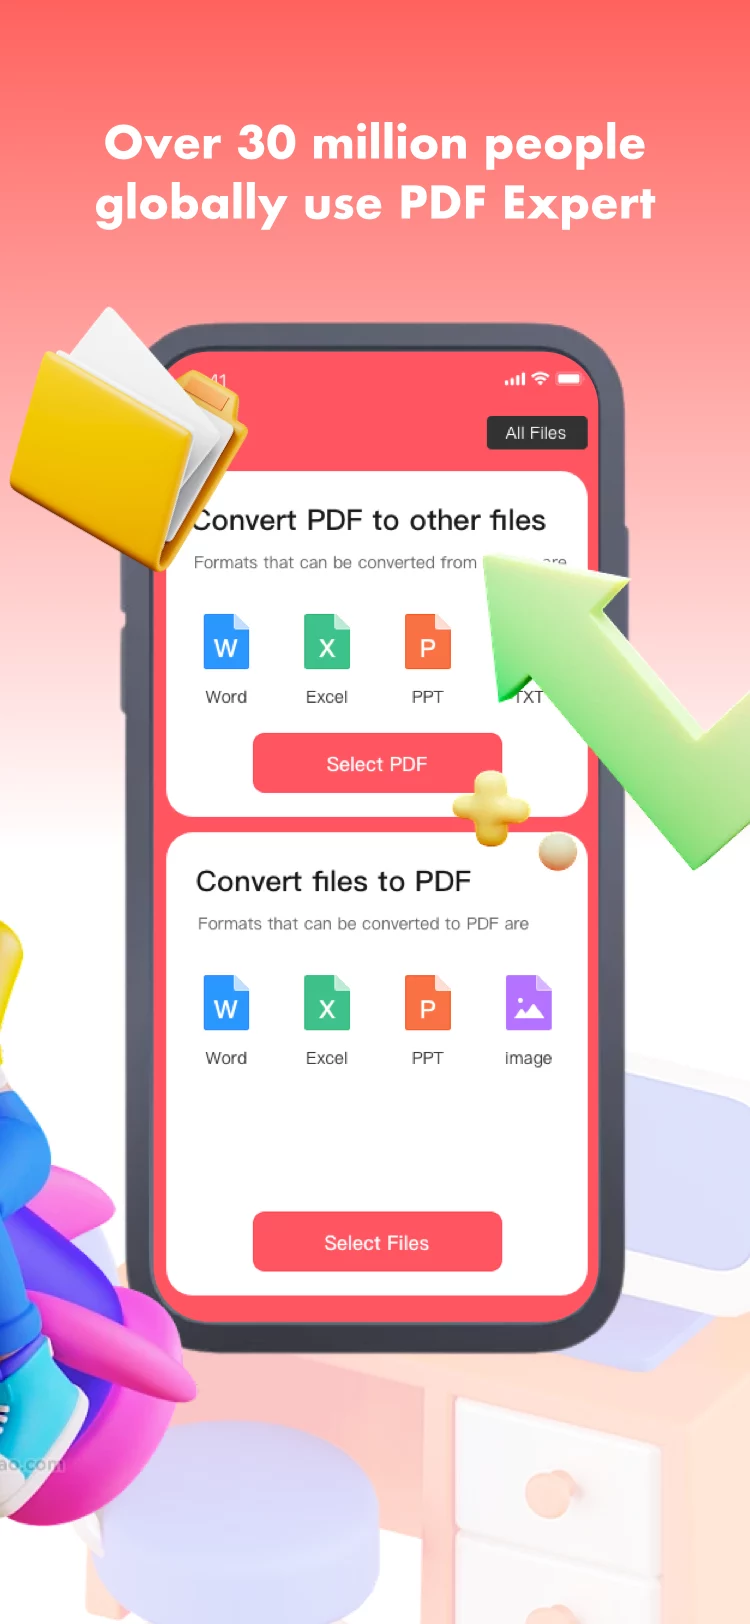 Over 30 million people
globally use PDF Expert
41
All Files
Convert PDF to other files
Formats that can be converted from are
W X P
Word Excel PPT TXT
Select PDF
Convert files to PDF
Formats that can be converted to PDF are
W X P
Word Excel PPT image
Select Files
ao.com